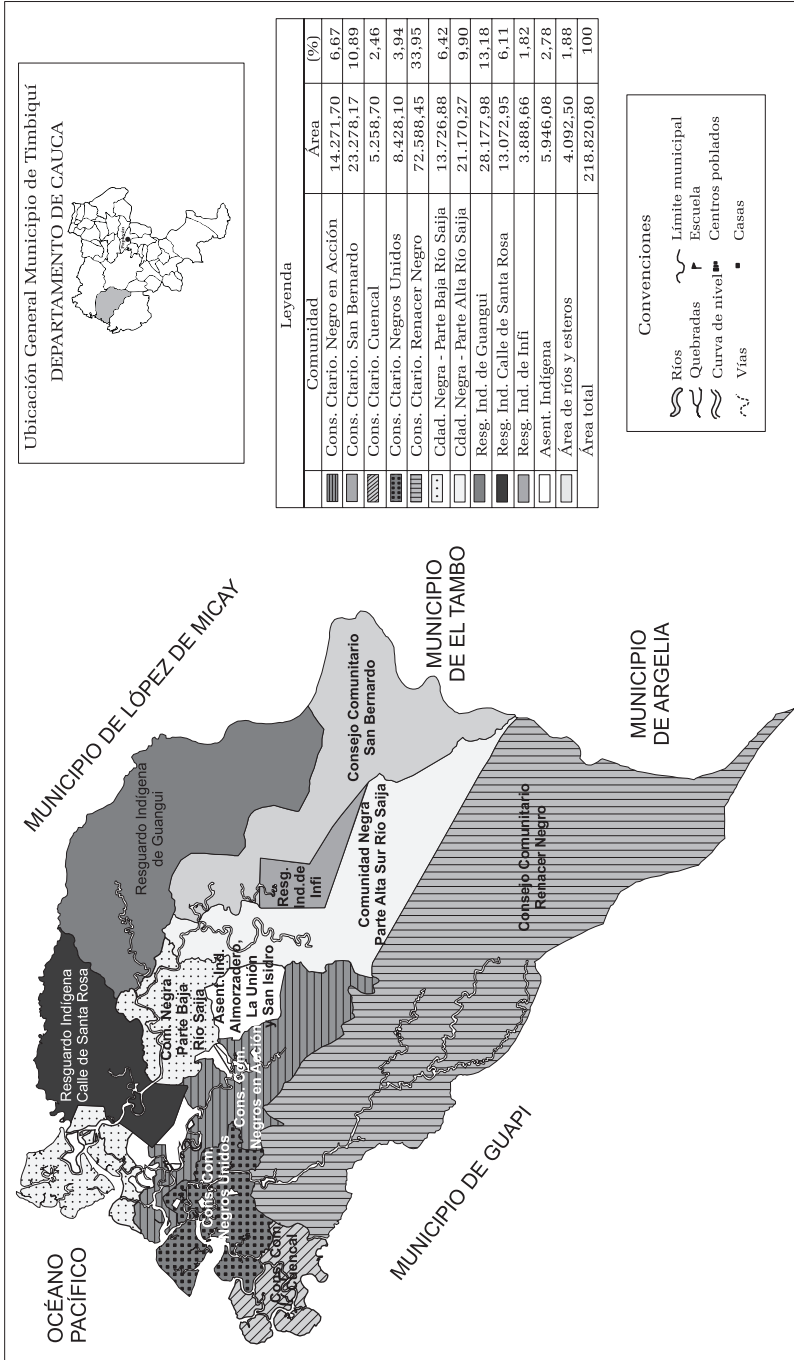 Ubicación General Municipio de Timbiquí
DEPARTAMENTO DE CAUCA
Leyenda
Comunidad Área (%)
Cons. Ctario. Negro en Acción 14.271,70 6,67
Cons. Ctario. San Bernardo 23.278,17 10,89
Cons. Ctario. Cuencal 5.258,70 2,46
Cons. Ctario. Negros Unidos 8.428,10 3,94
Cons. Ctario. Renacer Negro 72.588,45 33,95
Cdad. Negra - Parte Baja Río Saija 13.726,88 6,42
Cdad. Negra - Parte Alta Río Saija 21.170,27 9,90
Resg. Ind. de Guangui 28.177,98 13,18
Resg. Ind. Calle de Santa Rosa 13.072,95 6,11
Resg. Ind. de Infi 3.888,66 1,82
Asent. Indígena 5.946,08 2,78
Área de ríos y esteros 4.092,50 1,88
Área total 218.820,80 100
Convenciones
Ríos Límite municipal
Quebradas Escuela
Curva de nivel Centros poblados
Vías Casas
OCÉANO
PACÍFICO
MUNICIPIO DE LÓPEZ DE MICAY
MUNICIPIO
DE EL TAMBO
MUNICIPIO
DE ARGELIA
MUNICIPIO DE GUAPI
Resguardo Indígena
Calle de Santa Rosa
Resguardo Indígena
de Guangui
Com. Negra
Parte Baja
Río Saija
Asent. Ind.
Almorzadero,
La Unión
y San Isidro
Cons. Com.
Negros en Acción
Cons. Com.
Negros Unidos
Cons. Com.
Cuencal
Resg.
Ind.de
Infi
Consejo Comunitario
San Bernardo
Comunidad Negra
Parte Alta Sur Río Saija
Consejo Comunitario
Renacer Negro